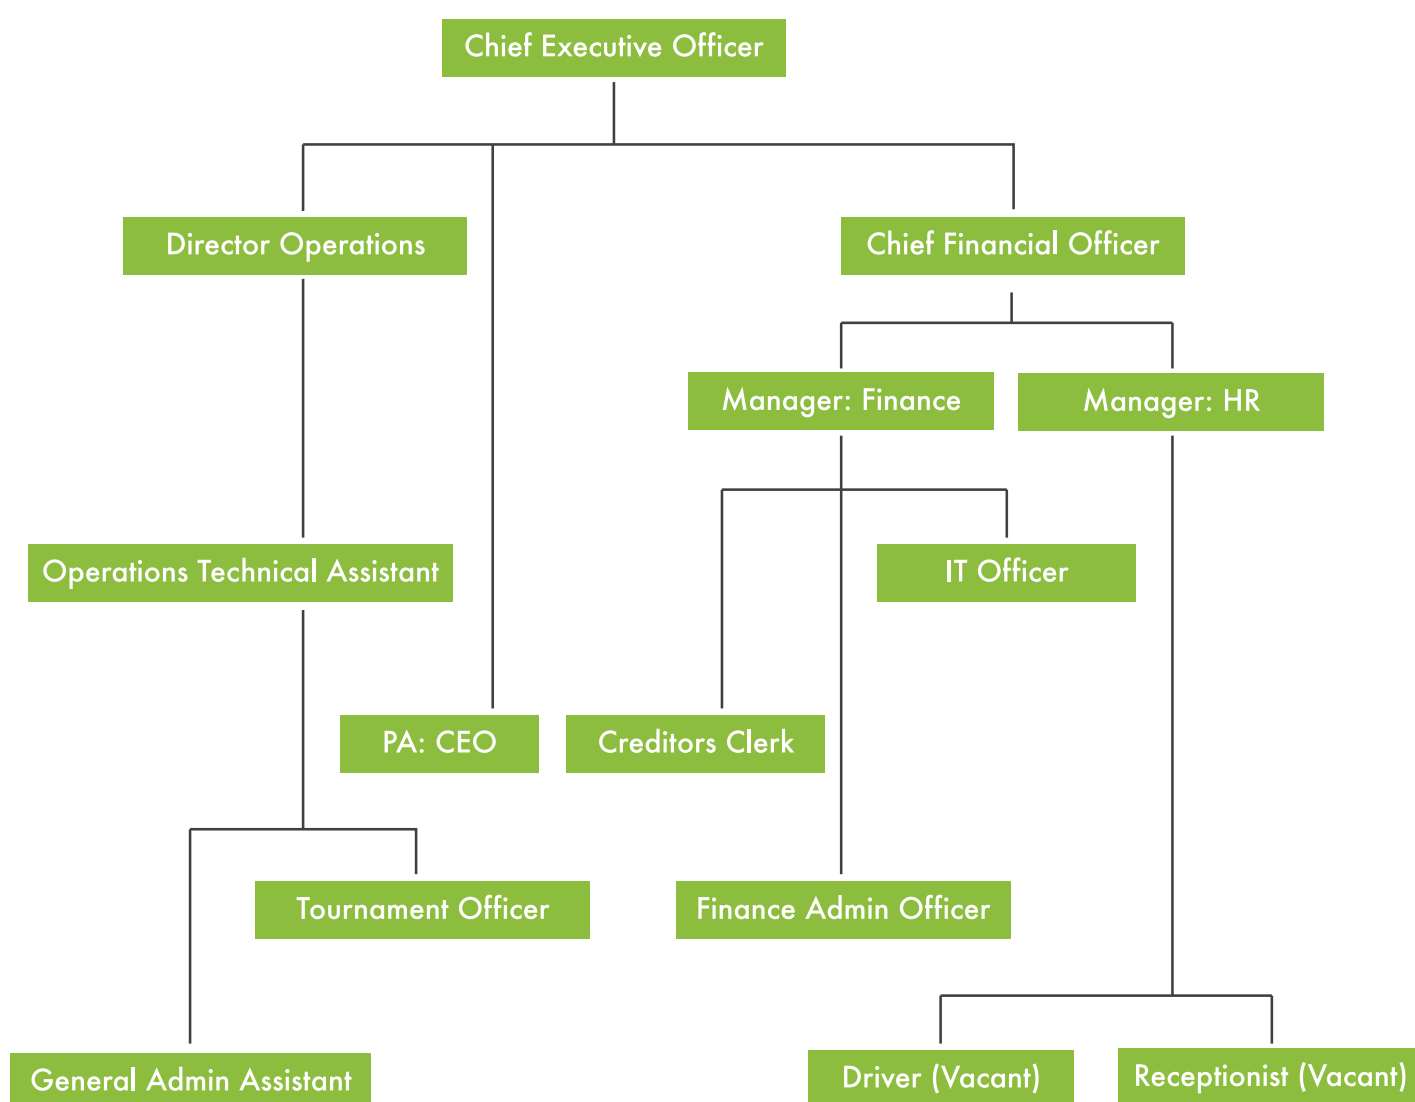 Chief Executive Officer
Director Operations
Chief Financial Officer
Manager: Finance
Manager: HR
Operations Technical Assistant
IT Officer
PA: CEO
Creditors Clerk
Tournament Officer
Finance Admin Officer
General Admin Assistant
Driver (Vacant)
Receptionist (Vacant)